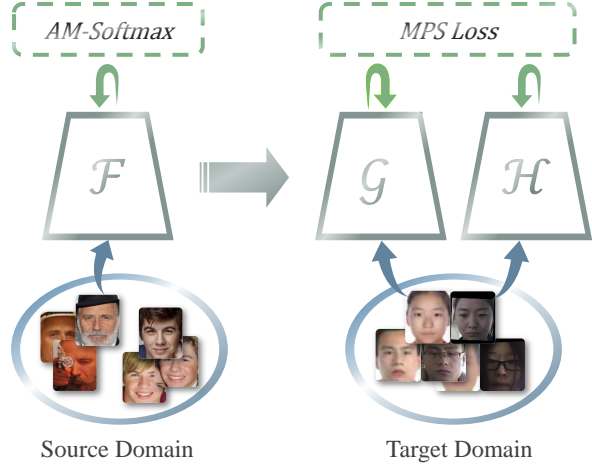 AM-Softmax
MPS Loss
ℱ
𝒢
ℋ
Source Domain
Target Domain